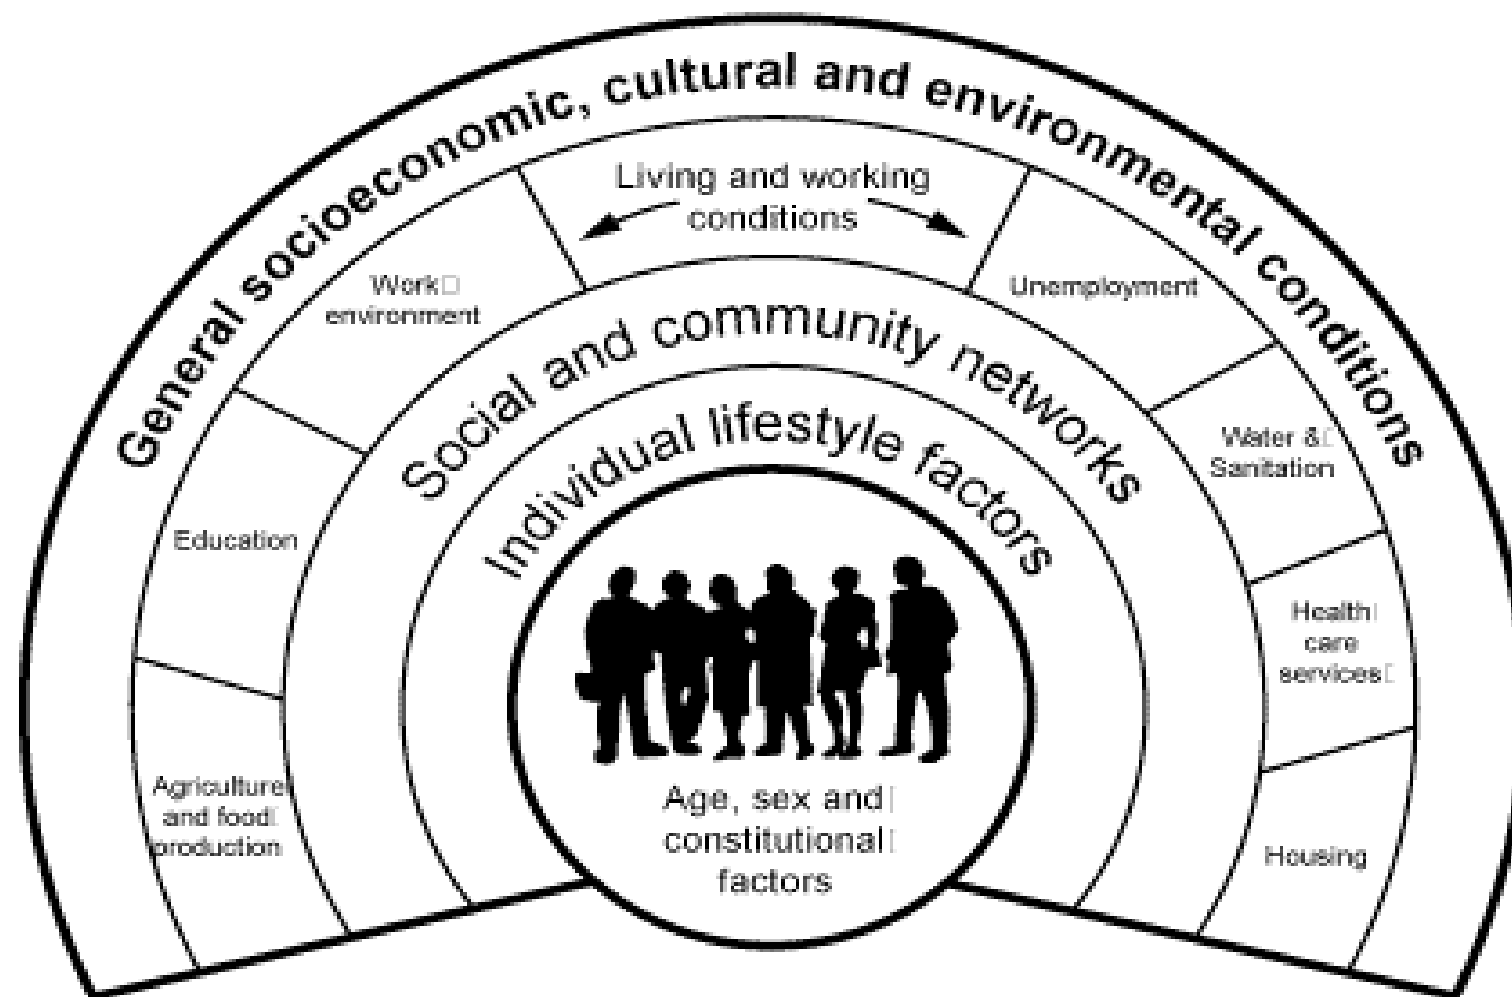 General socioeconomic, cultural and environmental conditions
Living and working
conditions
Work
environment
Unemployment
Social and community networks
Individual lifestyle factors
Water &
Sanitation
Education
Health
care
services
Agriculture
and food
production
Age, sex and
constitutional
factors
Housing